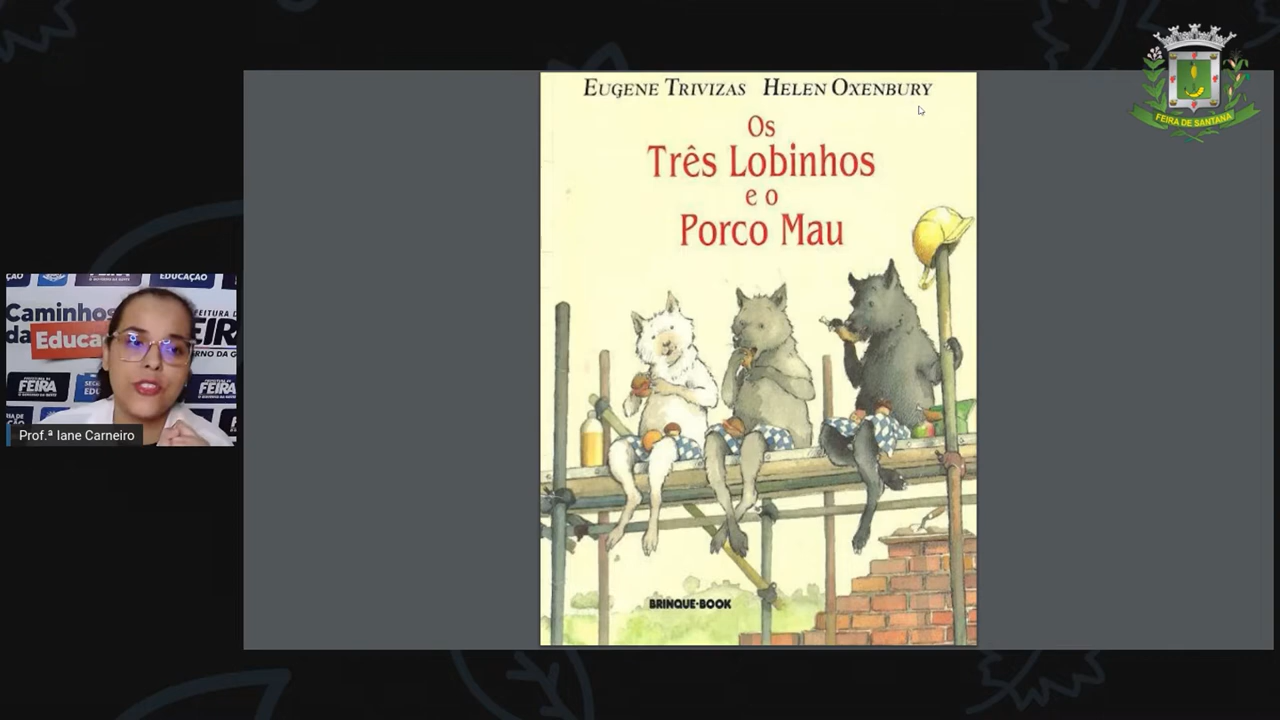 EUGENE TRIVIZAS HELEN OXENBURY
Os
Três Lobinhos
e o
Porco Mau
BRINQUE-BOOK
FEIRA DE SANTANA
EDUCAÇÃO
Caminhos
da Educa
FEIRA
FEIRA
Prof.ª Iane Carneiro